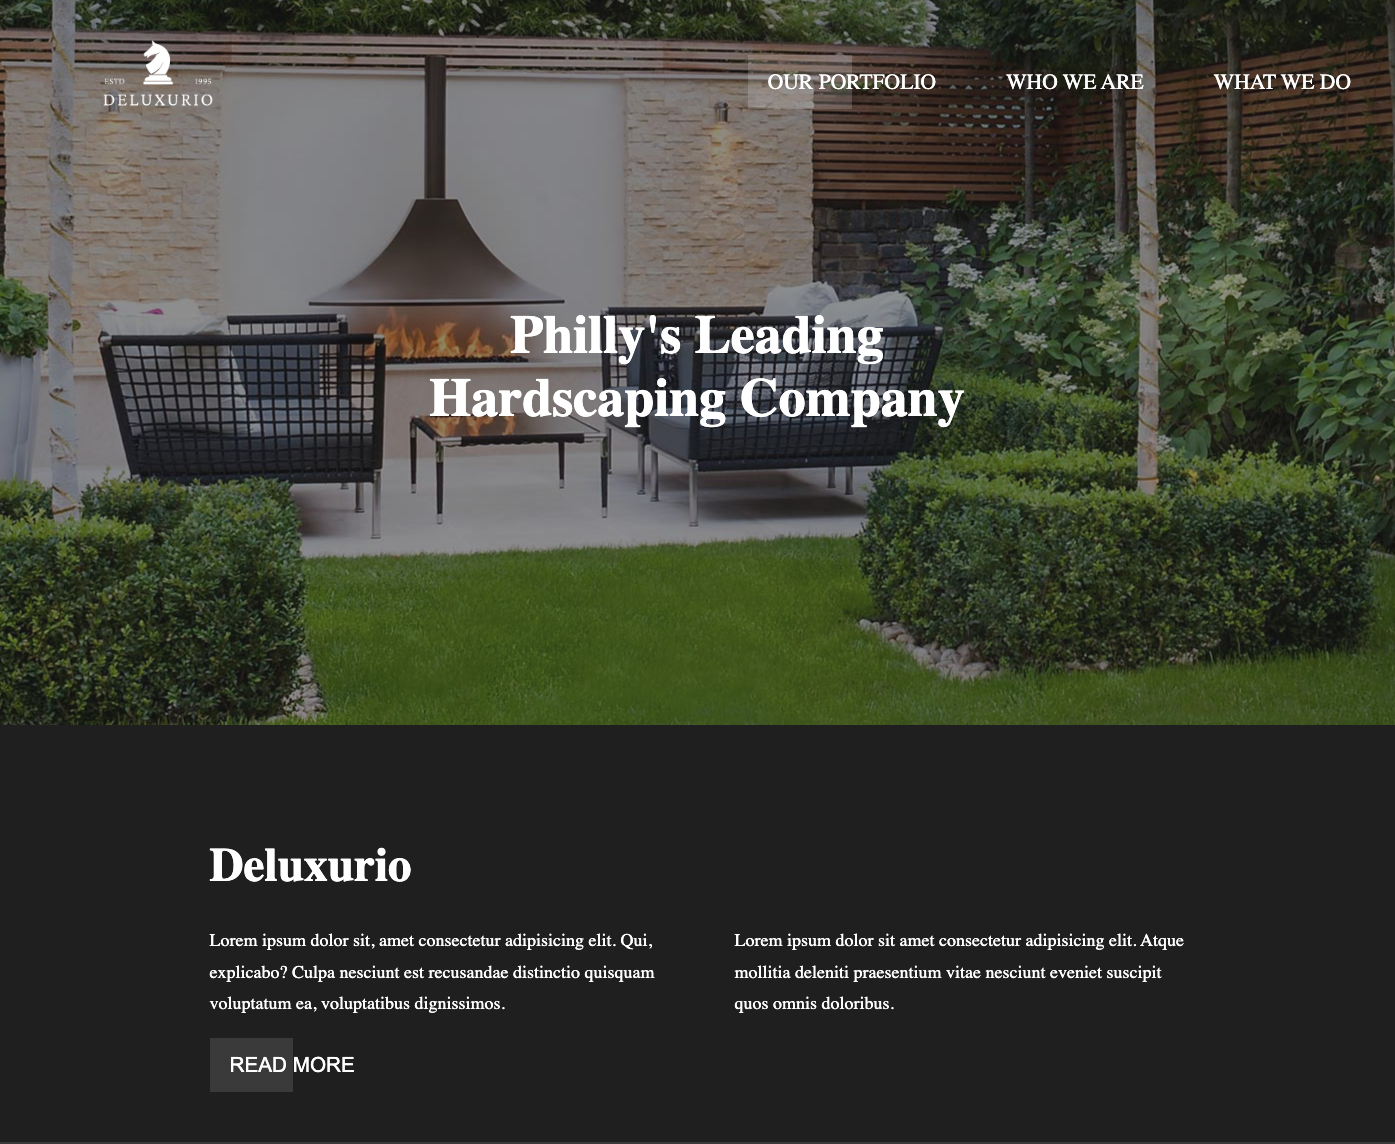 ESTD 1995
DELUXURIO
OUR PORTFOLIO WHO WE ARE WHAT WE DO
Philly's Leading
Hardscaping Company
Deluxurio
Lorem ipsum dolor sit, amet consectetur adipisicing elit. Qui,
explicabo? Culpa nesciunt est recusandae distinctio quisquam
voluptatum ea, voluptatibus dignissimos.
Lorem ipsum dolor sit amet consectetur adipisicing elit. Atque
mollitia deleniti praesentium vitae nesciunt eveniet suscipit
quos omnis doloribus.
READ MORE